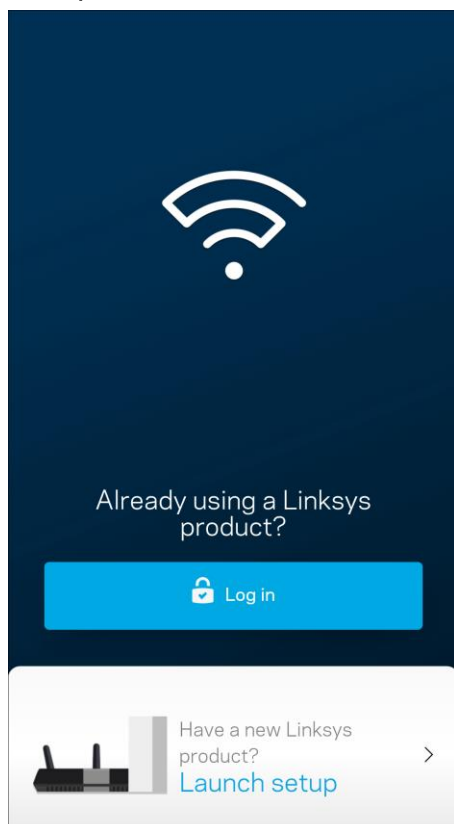 Already using a Linksys
product?
Log in
Have a new Linksys
product?
Launch setup